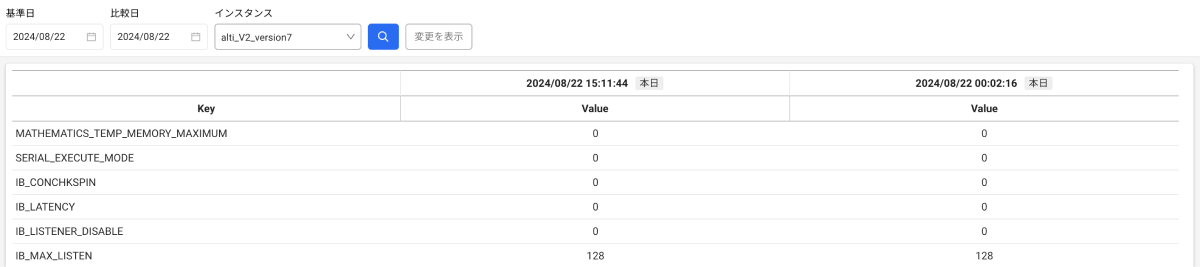 基準日 比較日 インスタンス
2024/08/22 2024/08/22 alti_V2_version7 変更を表示
2024/08/22 15:11:44 本日 2024/08/22 00:02:16 本日
Key Value Value
MATHEMATICS_TEMP_MEMORY_MAXIMUM 0 0
SERIAL_EXECUTE_MODE 0 0
IB_CONCHKSPIN 0 0
IB_LATENCY 0 0
IB_LISTENER_DISABLE 0 0
IB_MAX_LISTEN 128 128